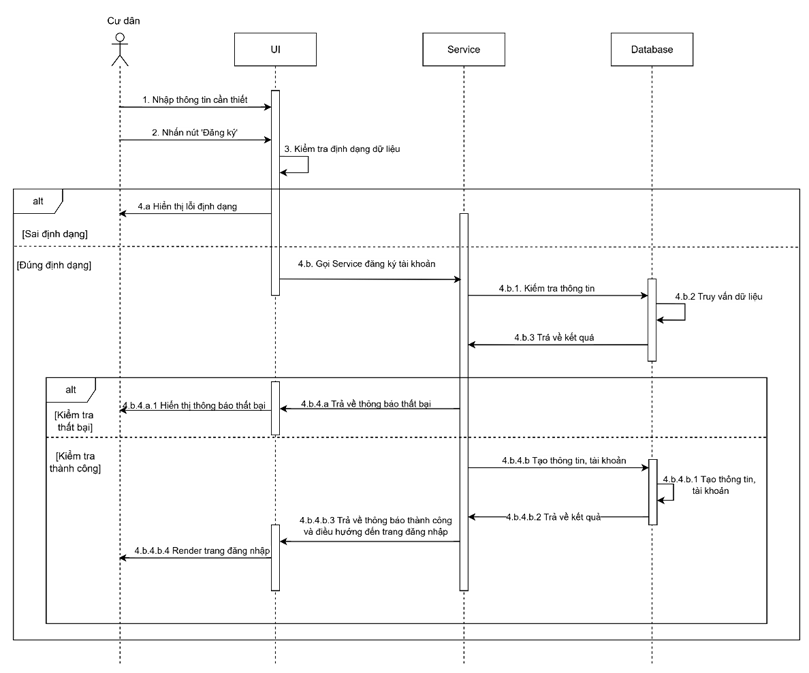 Cư dân
UI
Service
Database
1. Nhập thông tin cần thiết
2. Nhấn nút 'Đăng ký'
3. Kiểm tra định dạng dữ liệu
alt
4.a Hiển thị lỗi định dạng
[Sai định dạng]
[Đúng định dạng]
4.b. Gọi Service đăng ký tài khoản
4.b.1. Kiểm tra thông tin
4.b.2 Truy vấn dữ liệu
4.b.3 Trả về kết quả
alt
4.b.4.a.1 Hiển thị thông báo thất bại
4.b.4.a Trả về thông báo thất bại
[Kiểm tra
thất bại]
[Kiểm tra
thành công]
4.b.4.b Tạo thông tin, tài khoản
4.b.4.b.1 Tạo thông tin,
tài khoản
4.b.4.b.2 Trả về kết quả
4.b.4.b.3 Trả về thông báo thành công
và điều hướng đến trang đăng nhập
4.b.4.b.4 Render trang đăng nhập